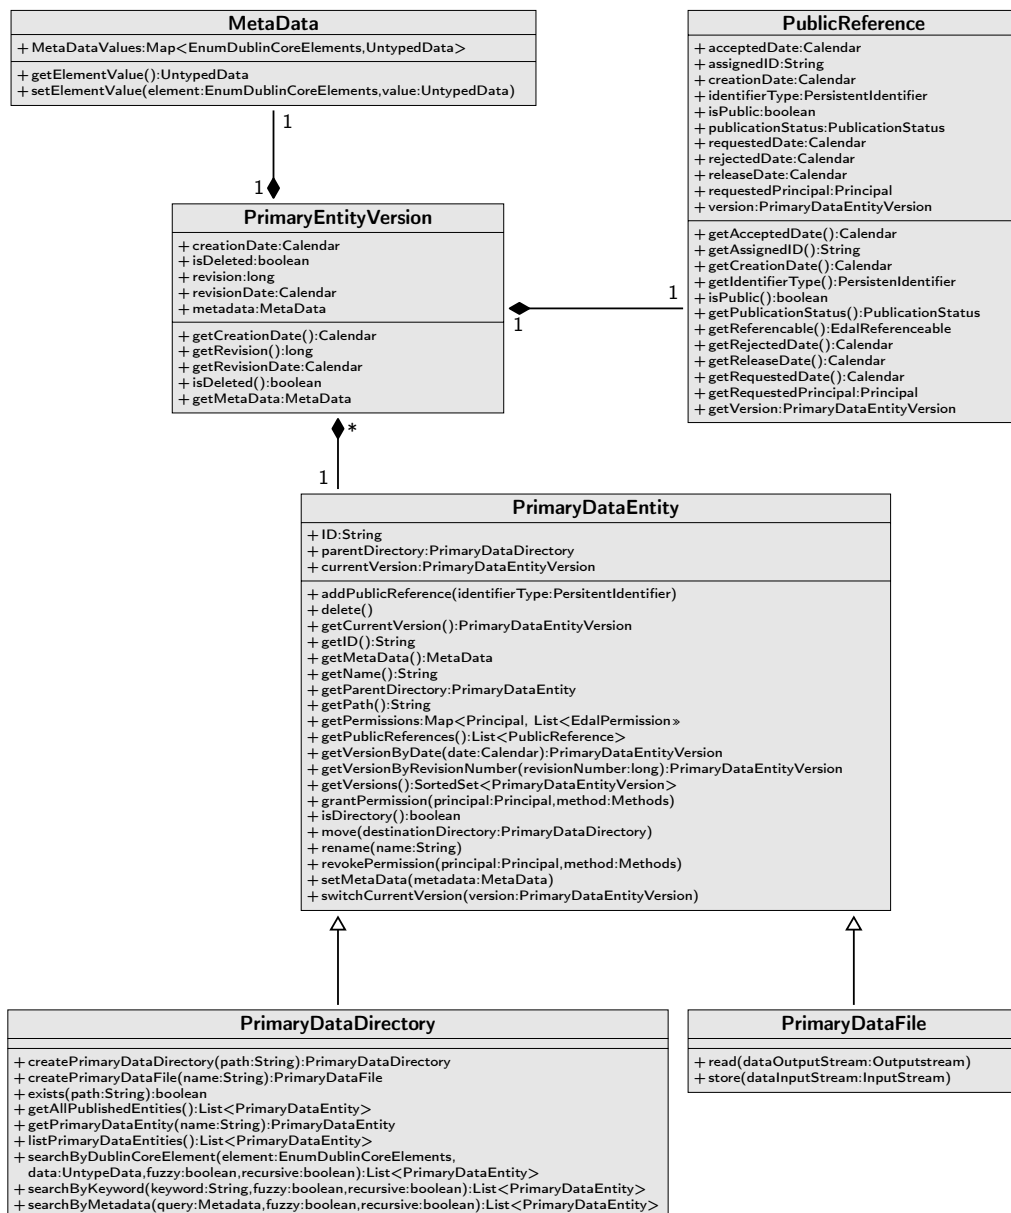 MetaData
+ MetaDataValues:Map<EnumDublinCoreElements,UntypedData>
+ getElementValue():UntypedData
+ setElementValue(element:EnumDublinCoreElements,value:UntypedData)
1
1
PublicReference
+ acceptedDate:Calendar
+ assignedID:String
+ creationDate:Calendar
+ identifierType:PersistentIdentifier
+ isPublic:boolean
+ publicationStatus:PublicationStatus
+ requestedDate:Calendar
+ rejectedDate:Calendar
+ releaseDate:Calendar
+ requestedPrincipal:Principal
+ version:PrimaryDataEntityVersion
+ getAcceptedDate():Calendar
+ getAssignedID():String
+ getCreationDate():Calendar
+ getIdentifierType():PersistenIdentifier
+ isPublic():boolean
+ getPublicationStatus():PublicationStatus
+ getReferencable():EdalReferenceable
+ getRejectedDate():Calendar
+ getReleaseDate():Calendar
+ getRequestedDate():Calendar
+ getRequestedPrincipal:Principal
+ getVersion:PrimaryDataEntityVersion
PrimaryEntityVersion
+ creationDate:Calendar
+ isDeleted:boolean
+ revision:long
+ revisionDate:Calendar
+ metadata:MetaData
+ getCreationDate():Calendar
+ getRevision():long
+ getRevisionDate:Calendar
+ isDeleted():boolean
+ getMetaData:MetaData
1
1
*
1
PrimaryDataEntity
+ ID:String
+ parentDirectory:PrimaryDataDirectory
+ currentVersion:PrimaryDataEntityVersion
+ addPublicReference(identifierType:PersitentIdentifier)
+ delete()
+ getCurrentVersion():PrimaryDataEntityVersion
+ getID():String
+ getMetaData():MetaData
+ getName():String
+ getParentDirectory:PrimaryDataEntity
+ getPath():String
+ getPermissions:Map<Principal, List<EdalPermission»
+ getPublicReferences():List<PublicReference>
+ getVersionByDate(date:Calendar):PrimaryDataEntityVersion
+ getVersionByRevisionNumber(revisionNumber:long):PrimaryDataEntityVersion
+ getVersions():SortedSet<PrimaryDataEntityVersion>
+ grantPermission(principal:Principal,method:Methods)
+ isDirectory():boolean
+ move(destinationDirectory:PrimaryDataDirectory)
+ rename(name:String)
+ revokePermission(principal:Principal,method:Methods)
+ setMetaData(metadata:MetaData)
+ switchCurrentVersion(version:PrimaryDataEntityVersion)
PrimaryDataDirectory
+ createPrimaryDataDirectory(path:String):PrimaryDataDirectory
+ createPrimaryDataFile(name:String):PrimaryDataFile
+ exists(path:String):boolean
+ getAllPublishedEntities():List<PrimaryDataEntity>
+ getPrimaryDataEntity(name:String):PrimaryDataEntity
+ listPrimaryDataEntities():List<PrimaryDataEntity>
+ searchByDublinCoreElement(element:EnumDublinCoreElements,
data:UntypeData,fuzzy:boolean,recursive:boolean):List<PrimaryDataEntity>
+ searchByKeyword(keyword:String,fuzzy:boolean,recursive:boolean):List<PrimaryDataEntity>
+ searchByMetadata(query:Metadata,fuzzy:boolean,recursive:boolean):List<PrimaryDataEntity>
PrimaryDataFile
+ read(dataOutputStream:Outputstream)
+ store(dataInputStream:InputStream)